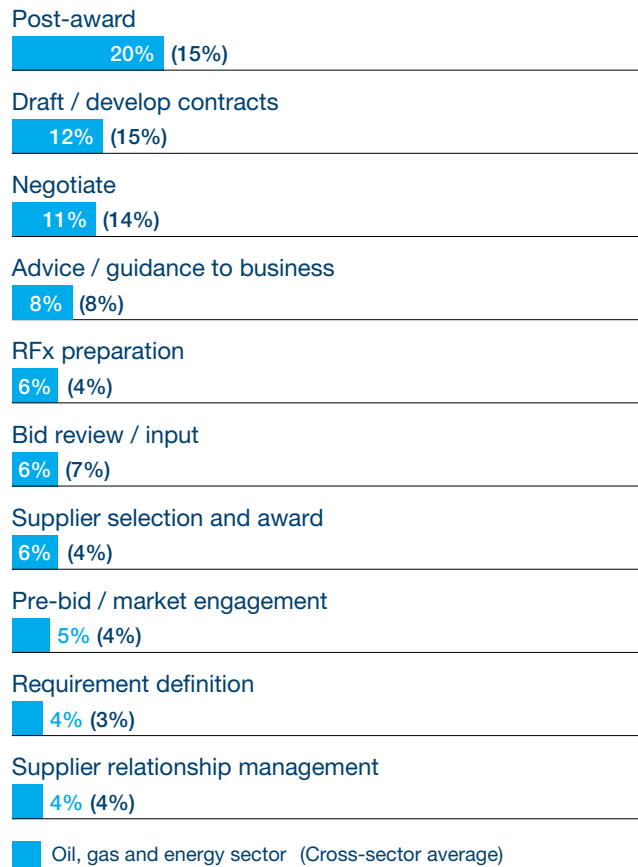 Post-award
20% (15%)
Draft / develop contracts
12% (15%)
Negotiate
11% (14%)
Advice / guidance to business
8% (8%)
RFx preparation
6% (4%)
Bid review / input
6% (7%)
Supplier selection and award
6% (4%)
Pre-bid / market engagement
5% (4%)
Requirement definition
4% (3%)
Supplier relationship management
4% (4%)
Oil, gas and energy sector (Cross-sector average)